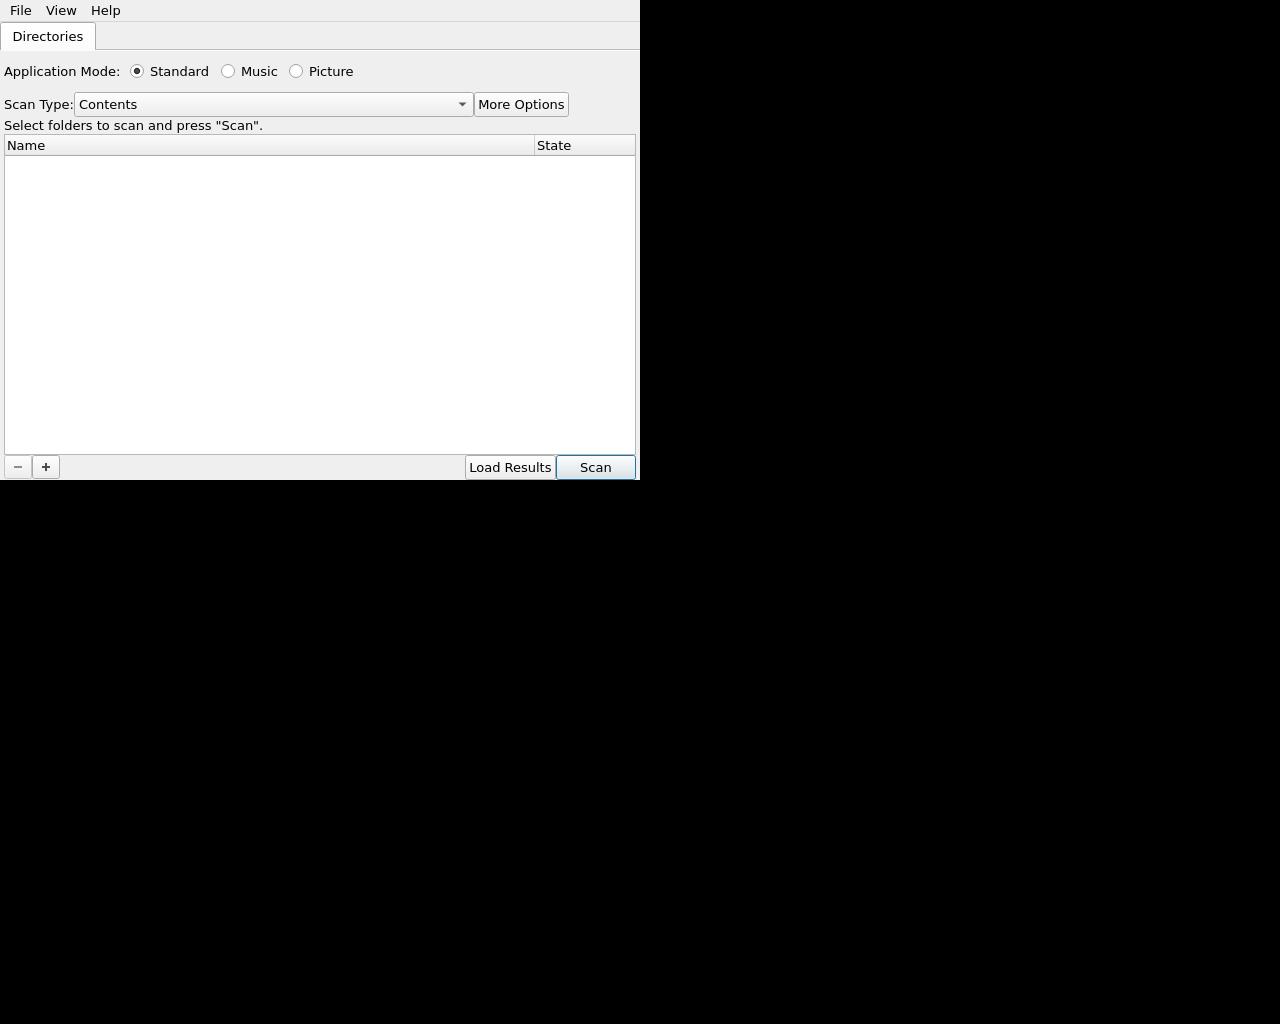 File View Help
Directories
Application Mode: Standard Music Picture
Scan Type: Contents More Options
Select folders to scan and press "Scan".
Name State
Load Results Scan